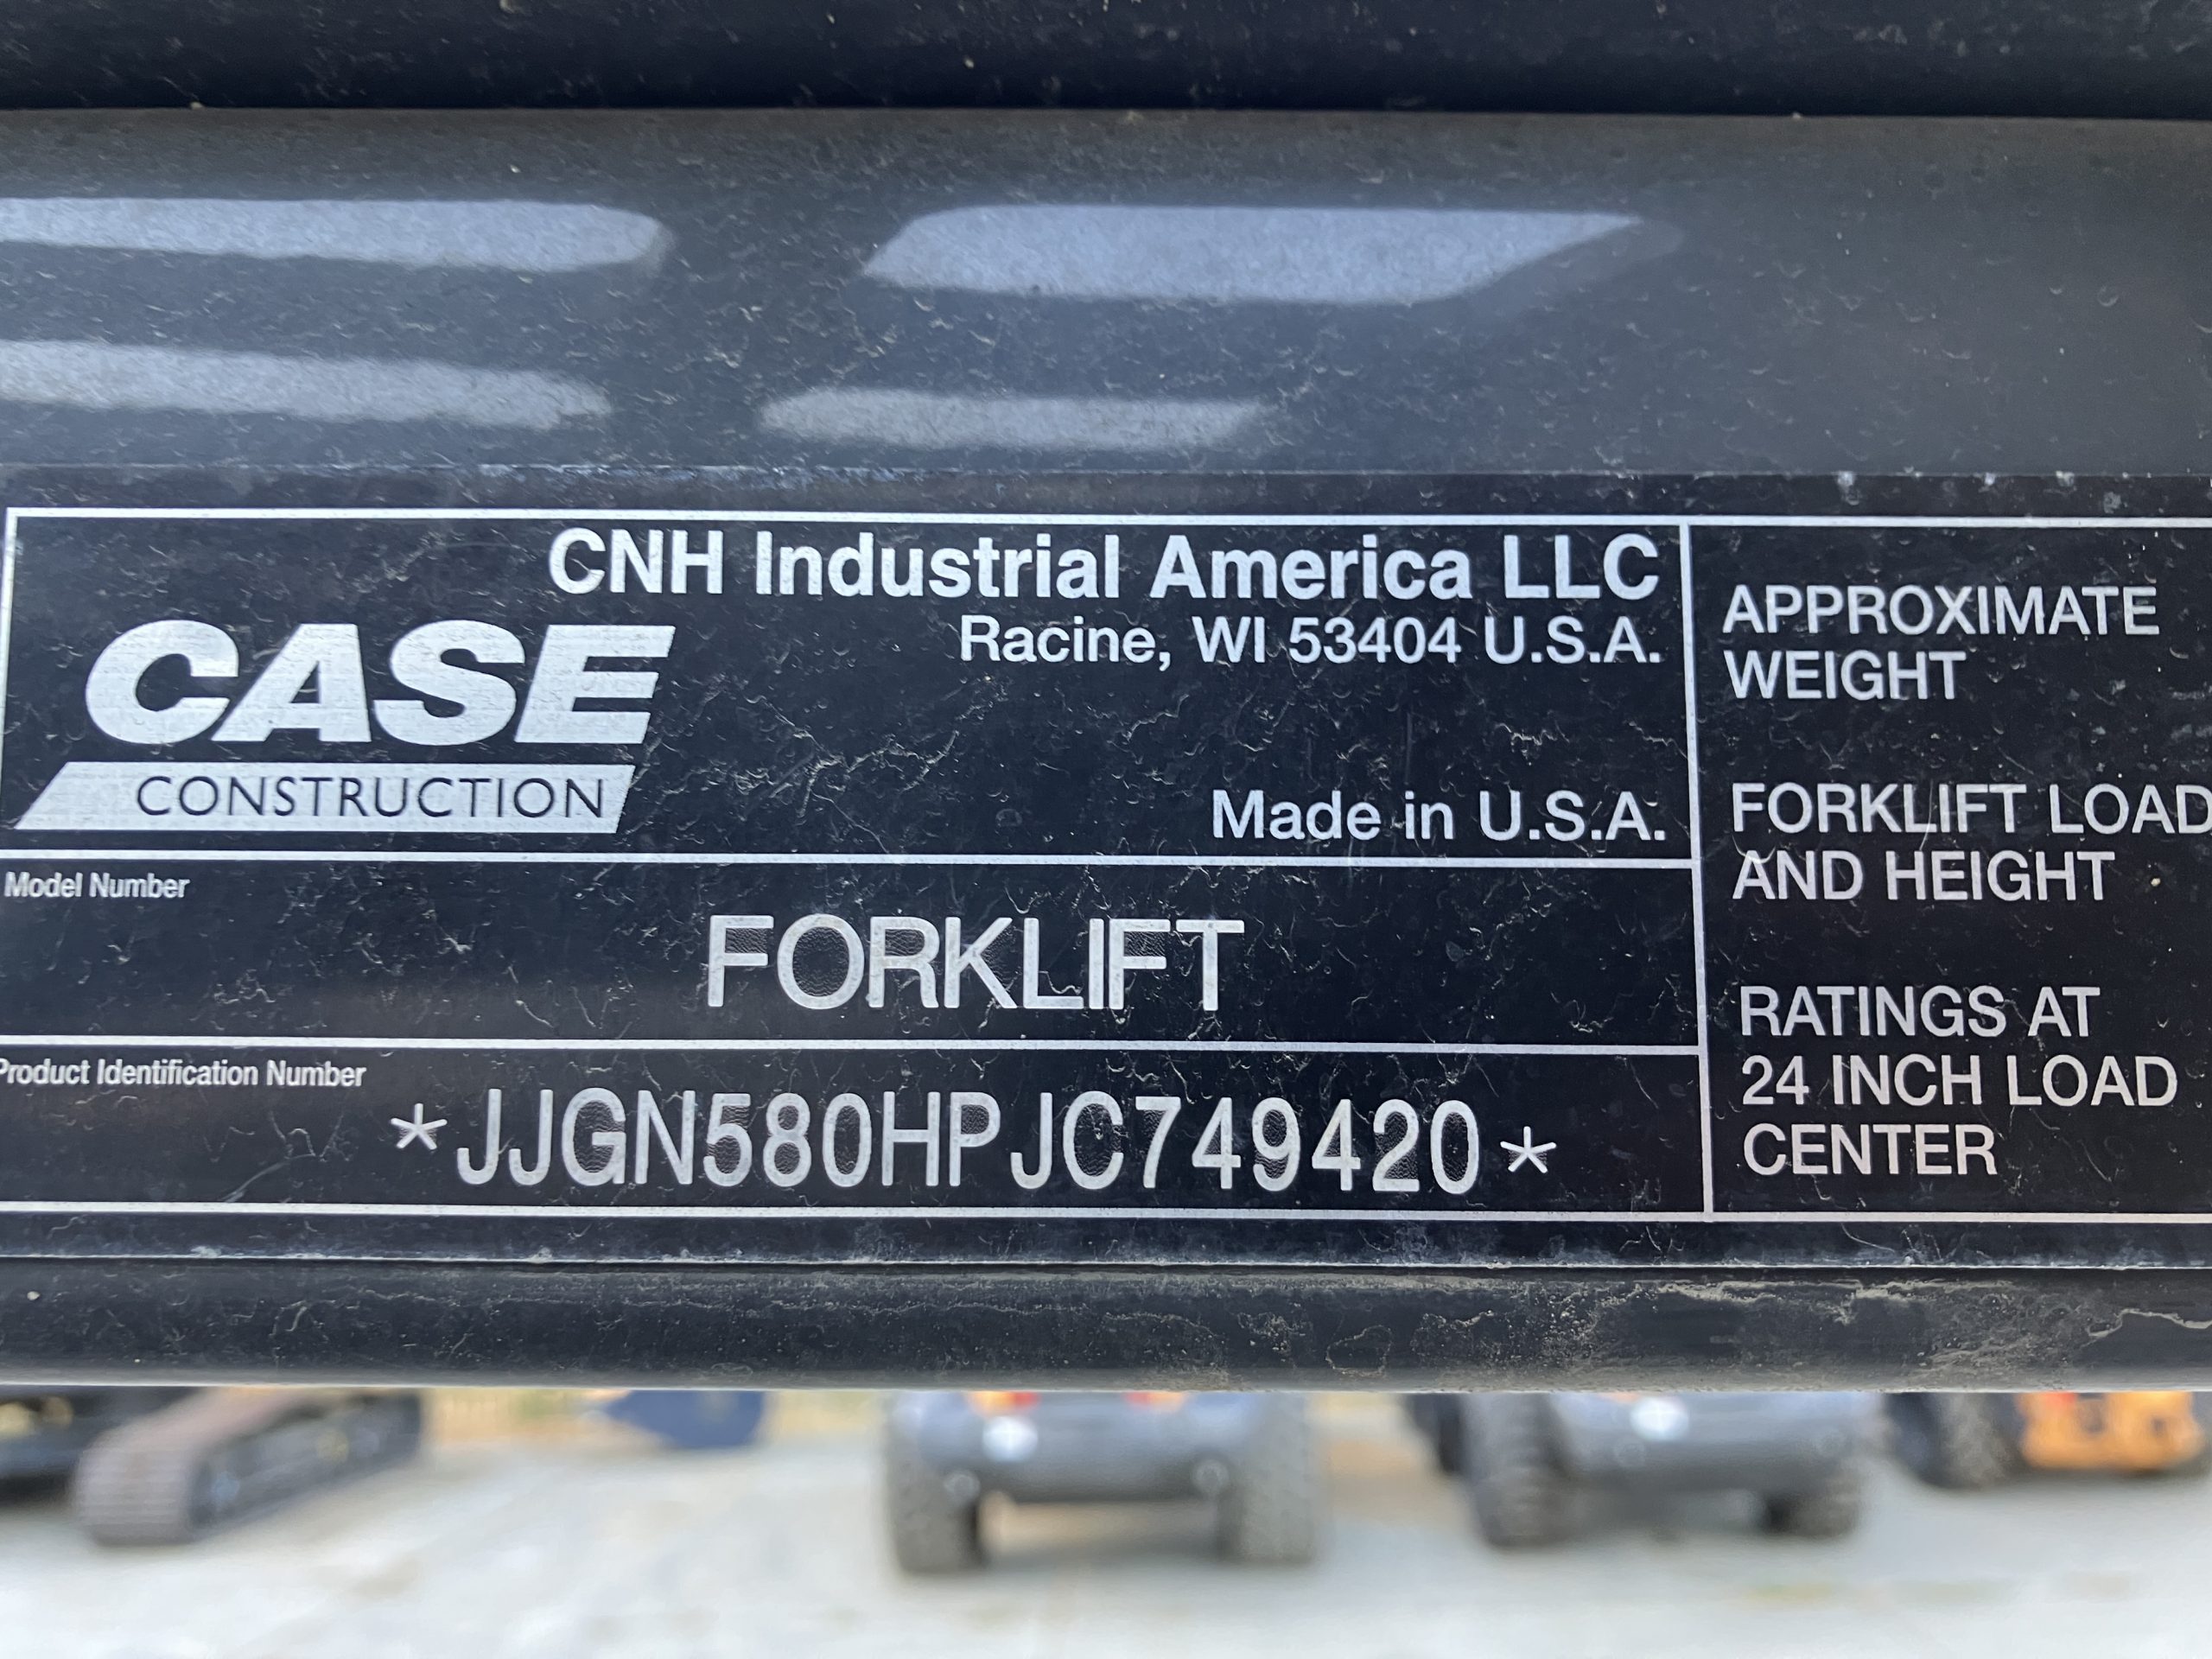 CNH Industrial America LLC
Racine, WI 53404 U.S.A.
CASE
CONSTRUCTION
Made in U.S.A.
Model Number
FORKLIFT
Product Identification Number
*JJGN580HPJC749420*
APPROXIMATE
WEIGHT
FORKLIFT LOAD
AND HEIGHT
RATINGS AT
24 INCH LOAD
CENTER